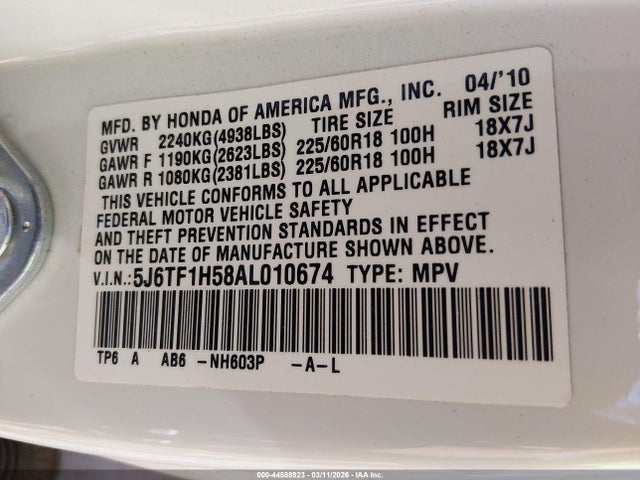 MFD. BY HONDA OF AMERICA MFG., INC. 04/'10
GVWR 2240KG(4938LBS) TIRE SIZE RIM SIZE
GAWR F 1190KG(2623LBS) 225/60R18 100H 18X7J
GAWR R 1080KG(2381LBS) 225/60R18 100H 18X7J
THIS VEHICLE CONFORMS TO ALL APPLICABLE
FEDERAL MOTOR VEHICLE SAFETY
AND THEFT PREVENTION STANDARDS IN EFFECT
ON THE DATE OF MANUFACTURE SHOWN ABOVE.
V.I.N.: 5J6TF1H58AL010674 TYPE: MPV
TP6 A AB6 -NH603P -A-L
000-44588923 - 03/11/2026 - IAA Inc.